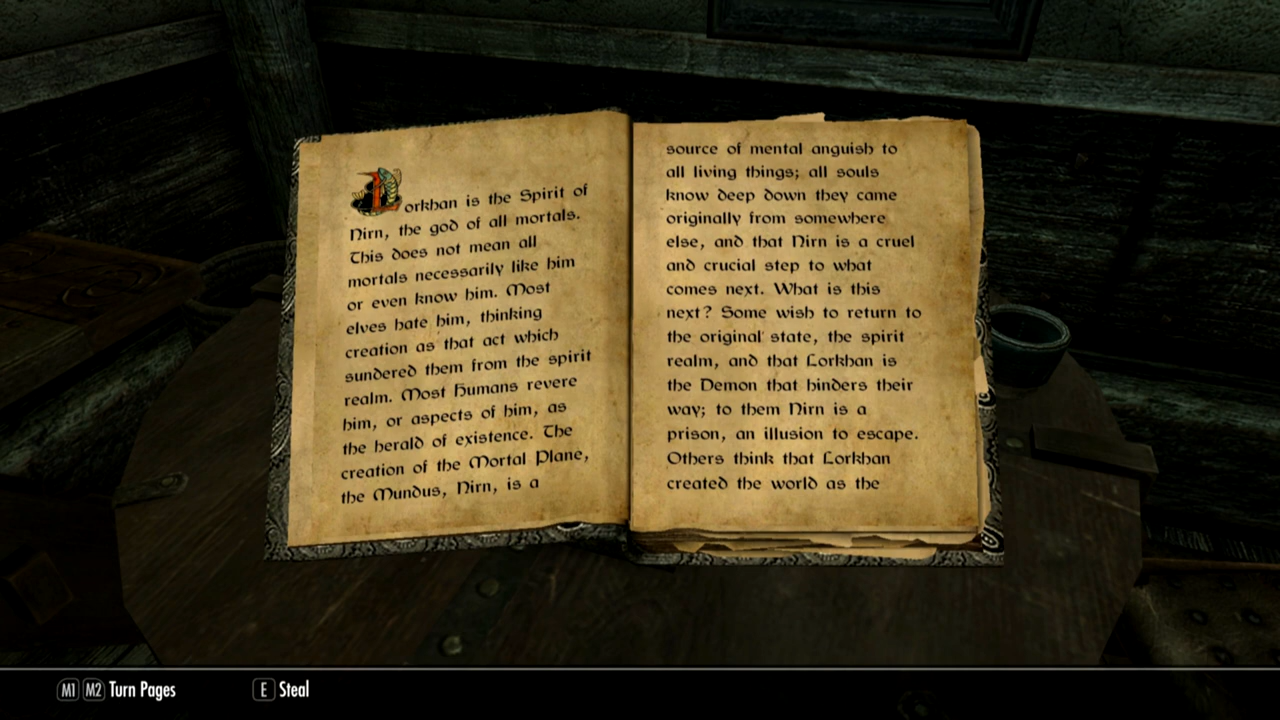 Lorkhan is the Spirit of
Nirn, the god of all mortals.
This does not mean all
mortals necessarily like him
or even know him. Most
elves hate him, thinking
creation as that act which
sundered them from the spirit
realm. Most Humans revere
him, or aspects of him, as
the herald of existence. The
creation of the Mortal Plane,
the Mundus, Nirn, is a
source of mental anguish to
all living things; all souls
know deep down they came
originally from somewhere
else, and that Nirn is a cruel
and crucial step to what
comes next. What is this
next? Some wish to return to
the original state, the spirit
realm, and that Lorkhan is
the Demon that hinders their
way; to them Nirn is a
prison, an illusion to escape.
Others think that Lorkhan
created the world as the
M1 M2 Turn Pages
E Steal